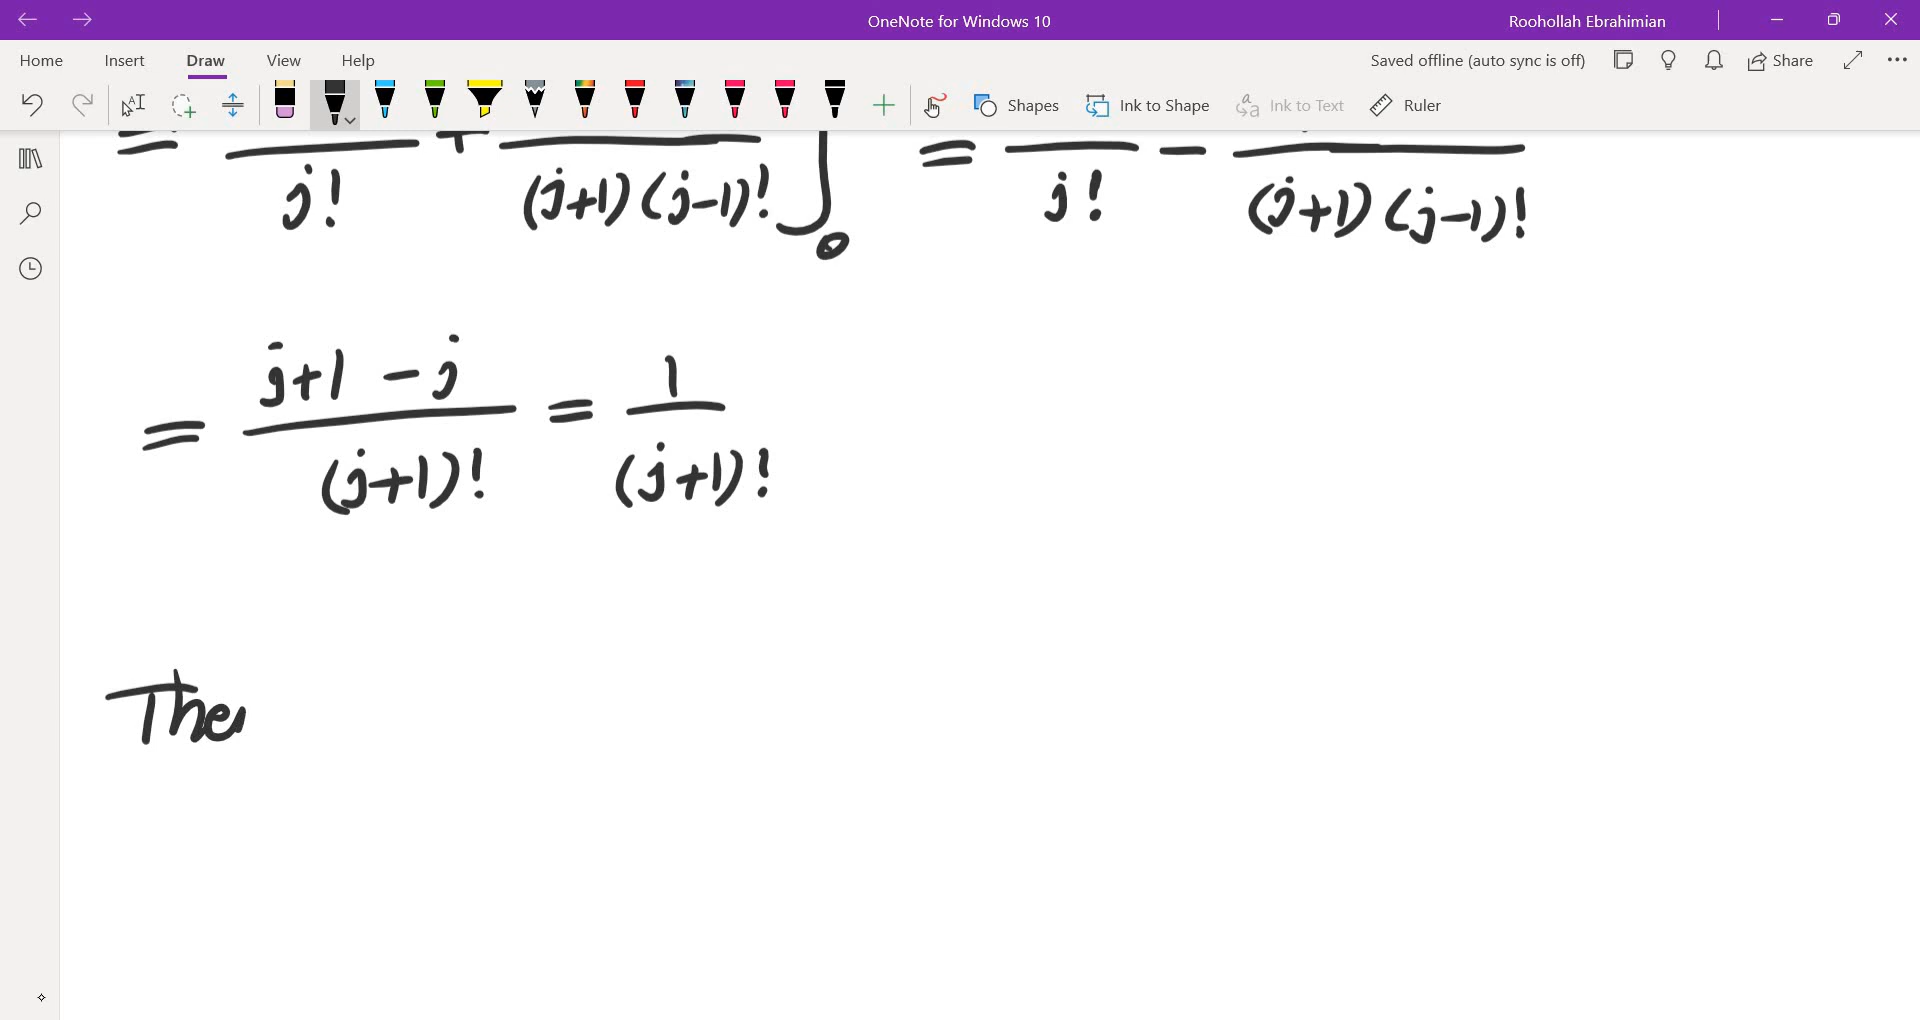 OneNote for Windows 10 Roohollah Ebrahimian
Home Insert Draw View Help Saved offline (auto sync is off) Share
Shapes Ink to Shape Ink to Text Ruler
= / j! + / (j+1)(j-1)! ]0 = / j! - / (j+1)(j-1)!
= j+1 - j / (j+1)! = 1 / (j+1)!
The